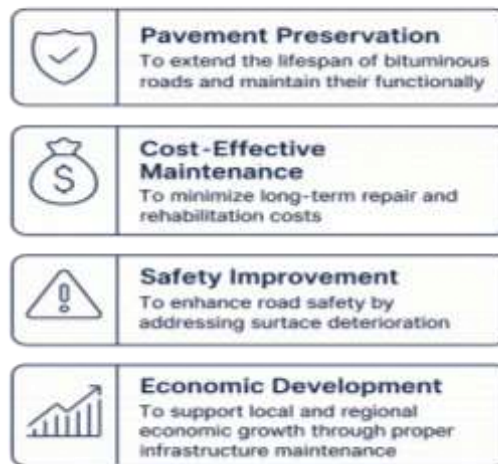 Pavement Preservation
To extend the lifespan of bituminous
roads and maintain their functionally
$
Cost-Effective
Maintenance
To minimize long-term repair and
rehabilitation costs
Safety Improvement
To enhance road safety by
addressing surtace deterioration
Economic Development
To support local and regional
economic growth through proper
infrastructure maintenance